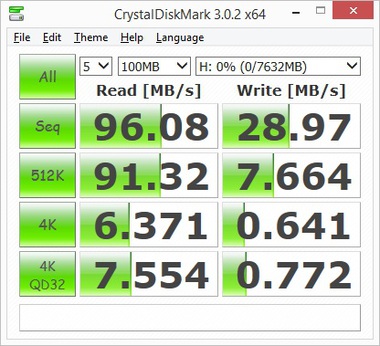 CrystalDiskMark 3.0.2 x64
File Edit Theme Help Language
All 5 100MB H: 0% (0/7632MB)
Read [MB/s] Write [MB/s]
Seq 96.08 28.97
512K 91.32 7.664
4K 6.371 0.641
4K
QD32 7.554 0.772